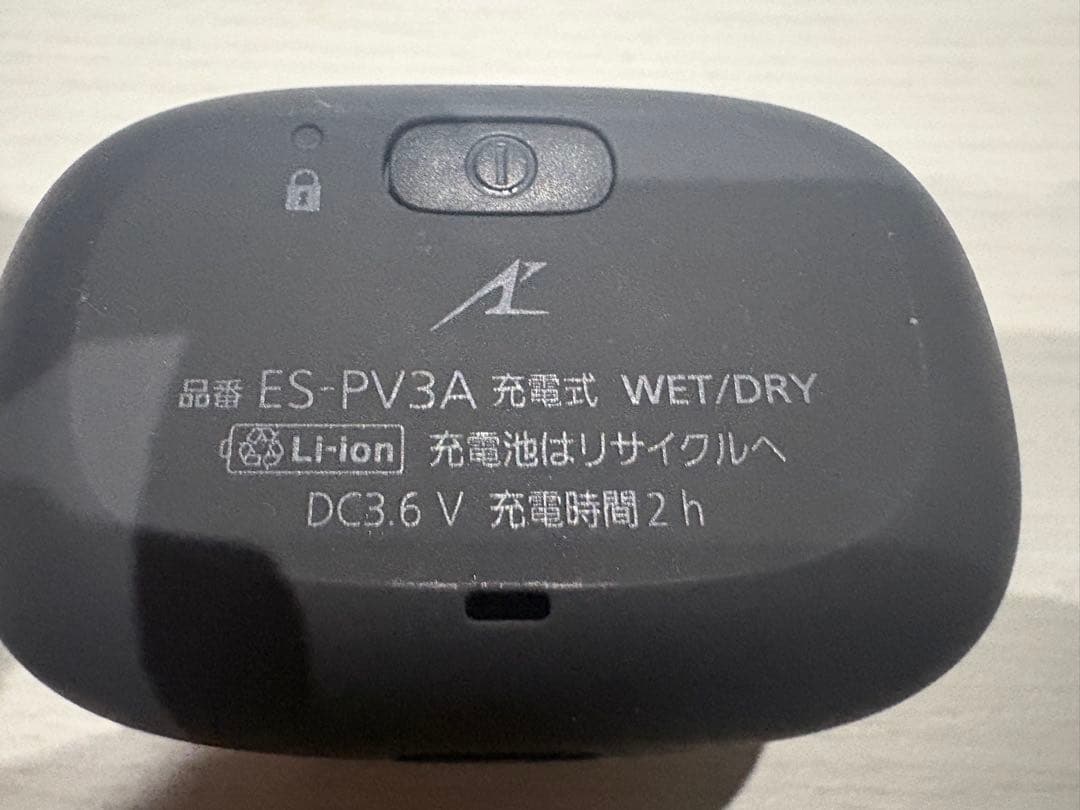 品番 ES-PV3A 充電式 WET/DRY
Li-ion 充電池はリサイクルへ
DC3.6 V 充電時間2h